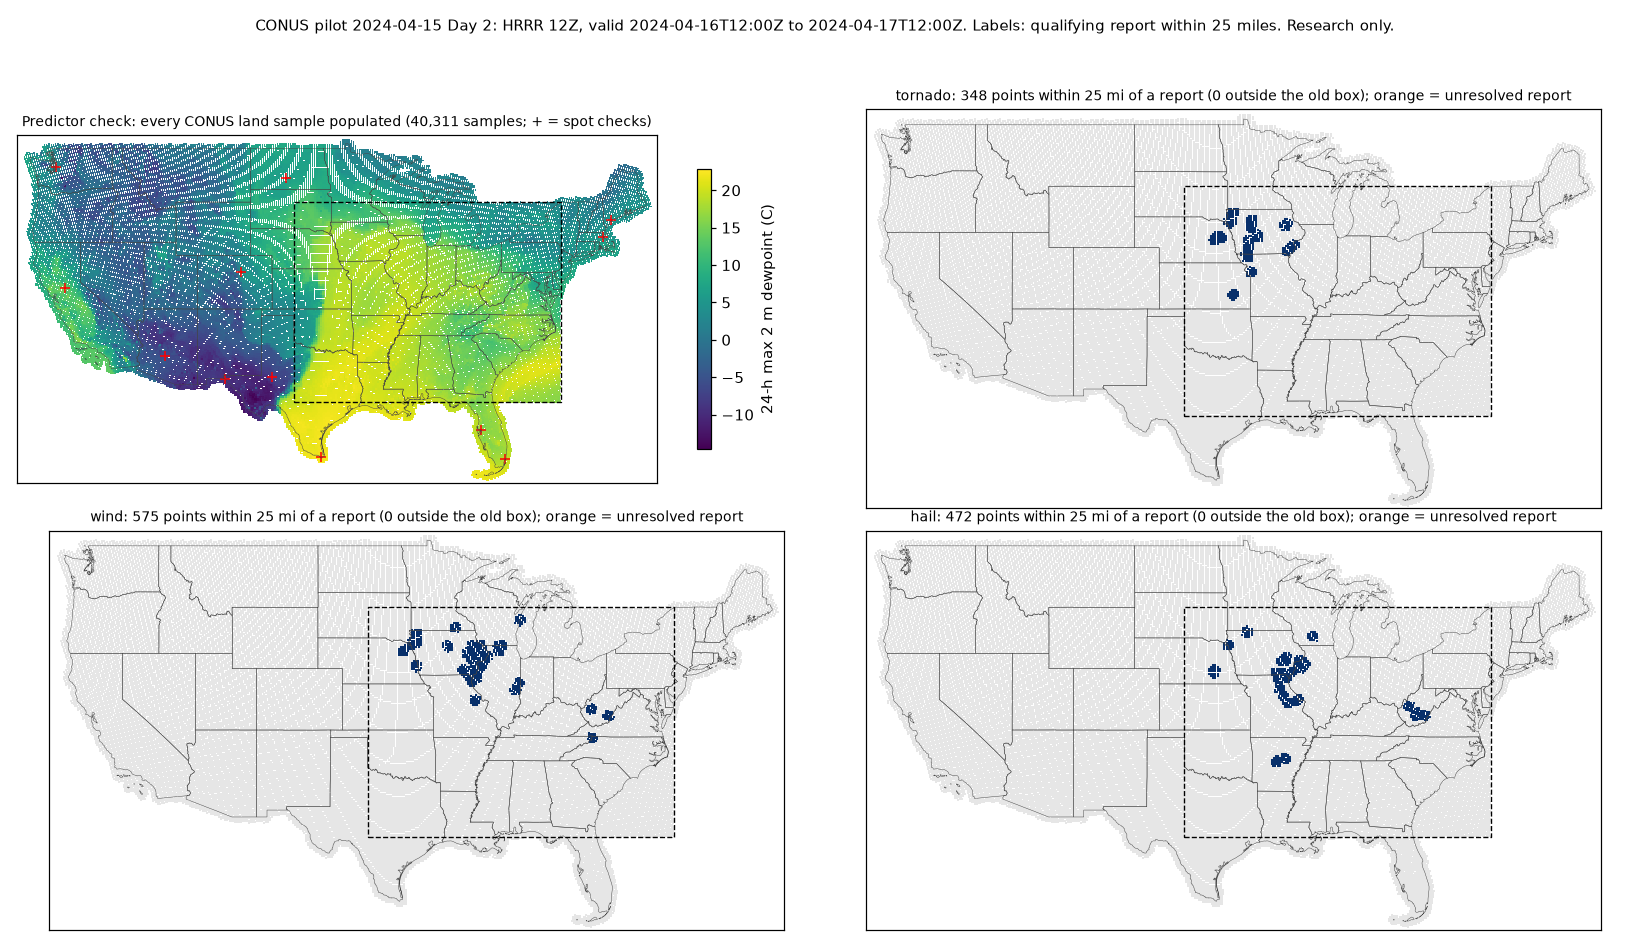 CONUS pilot 2024-04-15 Day 2: HRRR 12Z, valid 2024-04-16T12:00Z to 2024-04-17T12:00Z. Labels: qualifying report within 25 miles. Research only.
Predictor check: every CONUS land sample populated (40,311 samples; + = spot checks)
20
15
10
5
0
−5
−10
24-h max 2 m dewpoint (C)
tornado: 348 points within 25 mi of a report (0 outside the old box); orange = unresolved report
wind: 575 points within 25 mi of a report (0 outside the old box); orange = unresolved report
hail: 472 points within 25 mi of a report (0 outside the old box); orange = unresolved report